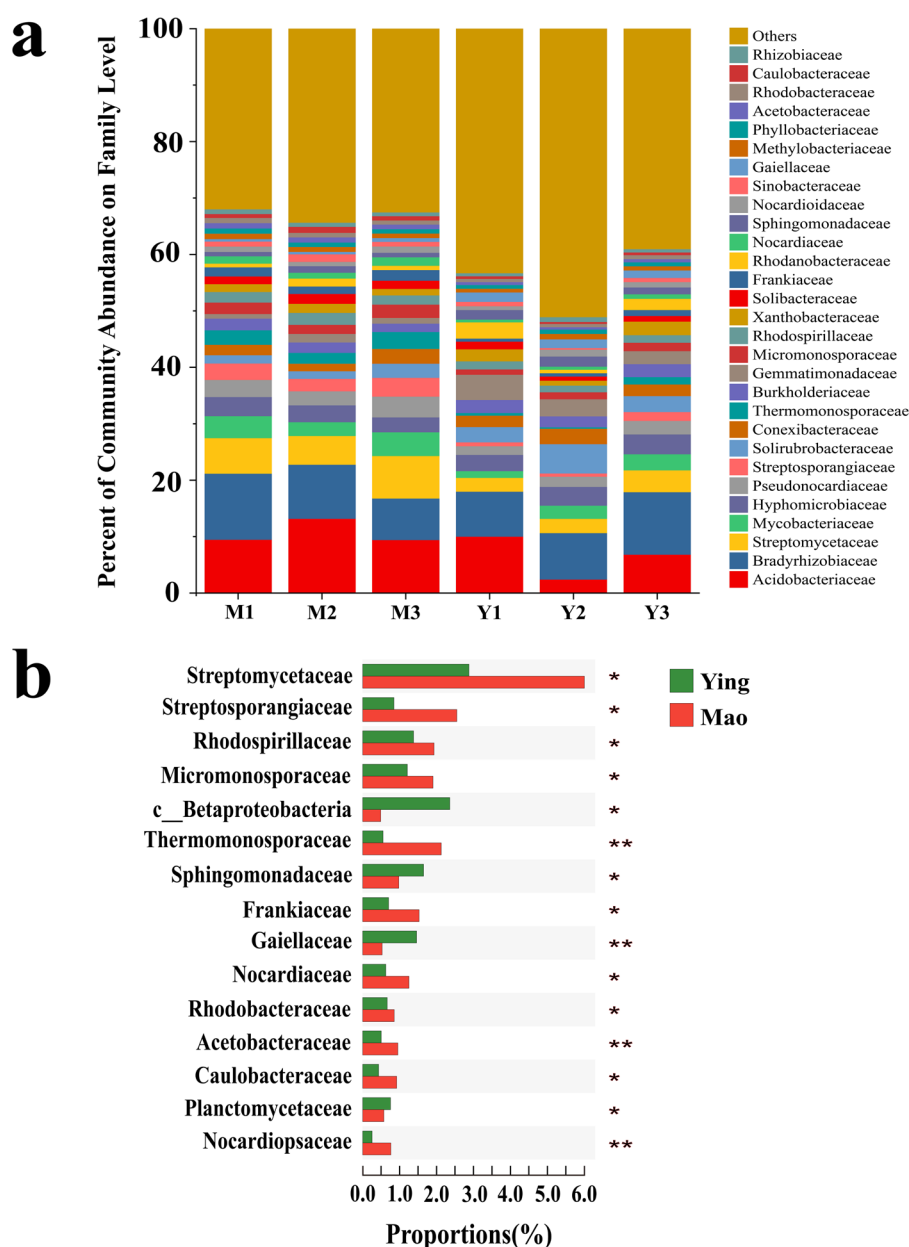 a
Percent of Community Abundance on Family Level
100
80
60
40
20
0
M1 M2 M3 Y1 Y2 Y3
Others
Rhizobiaceae
Caulobacteraceae
Rhodobacteraceae
Acetobacteraceae
Phyllobacteriaceae
Methylobacteriaceae
Gaiellaceae
Sinobacteraceae
Nocardioidaceae
Sphingomonadaceae
Nocardiaceae
Rhodanobacteraceae
Frankiaceae
Solibacteraceae
Xanthobacteraceae
Rhodospirillaceae
Micromonosporaceae
Gemmatimonadaceae
Burkholderiaceae
Thermomonosporaceae
Conexibacteraceae
Solirubrobacteraceae
Streptosporangiaceae
Pseudonocardiaceae
Hyphomicrobiaceae
Mycobacteriaceae
Streptomycetaceae
Bradyrhizobiaceae
Acidobacteriaceae
b
Streptomycetaceae *
Streptosporangiaceae *
Rhodospirillaceae *
Micromonosporaceae *
c__Betaproteobacteria *
Thermomonosporaceae **
Sphingomonadaceae *
Frankiaceae *
Gaiellaceae **
Nocardiaceae *
Rhodobacteraceae *
Acetobacteraceae **
Caulobacteraceae *
Planctomycetaceae *
Nocardiopsaceae **
Ying
Mao
0.0 1.0 2.0 3.0 4.0 5.0 6.0
Proportions(%)